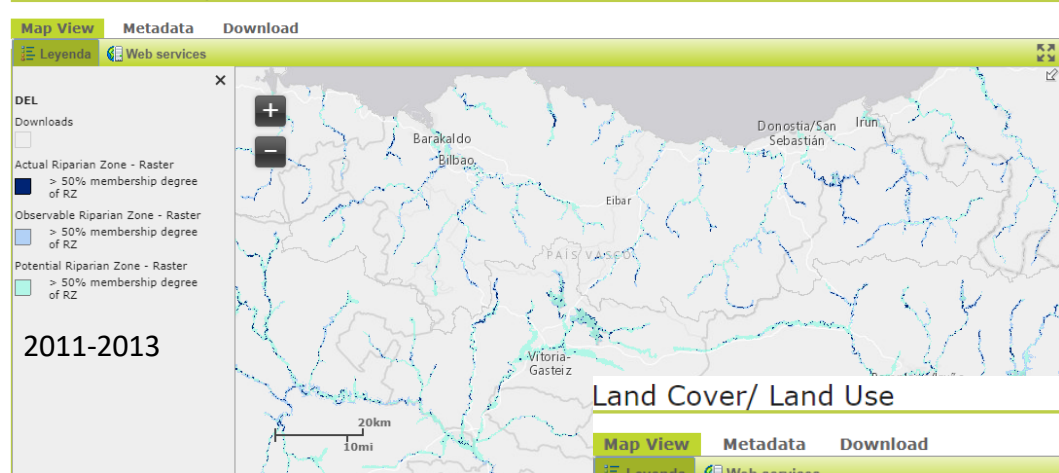 Map View Metadata Download
Leyenda Web services
DEL
Downloads
Actual Riparian Zone - Raster
> 50% membership degree
of RZ
Observable Riparian Zone - Raster
> 50% membership degree
of RZ
Potential Riparian Zone - Raster
> 50% membership degree
of RZ
2011-2013
Barakaldo
Bilbao
Donostia/San
Sebastián
Irun
Eibar
PAÍS VASCO
Vitoria-
Gasteiz
20km
10mi
Land Cover/ Land Use
Map View Metadata Download
Leyenda Web services